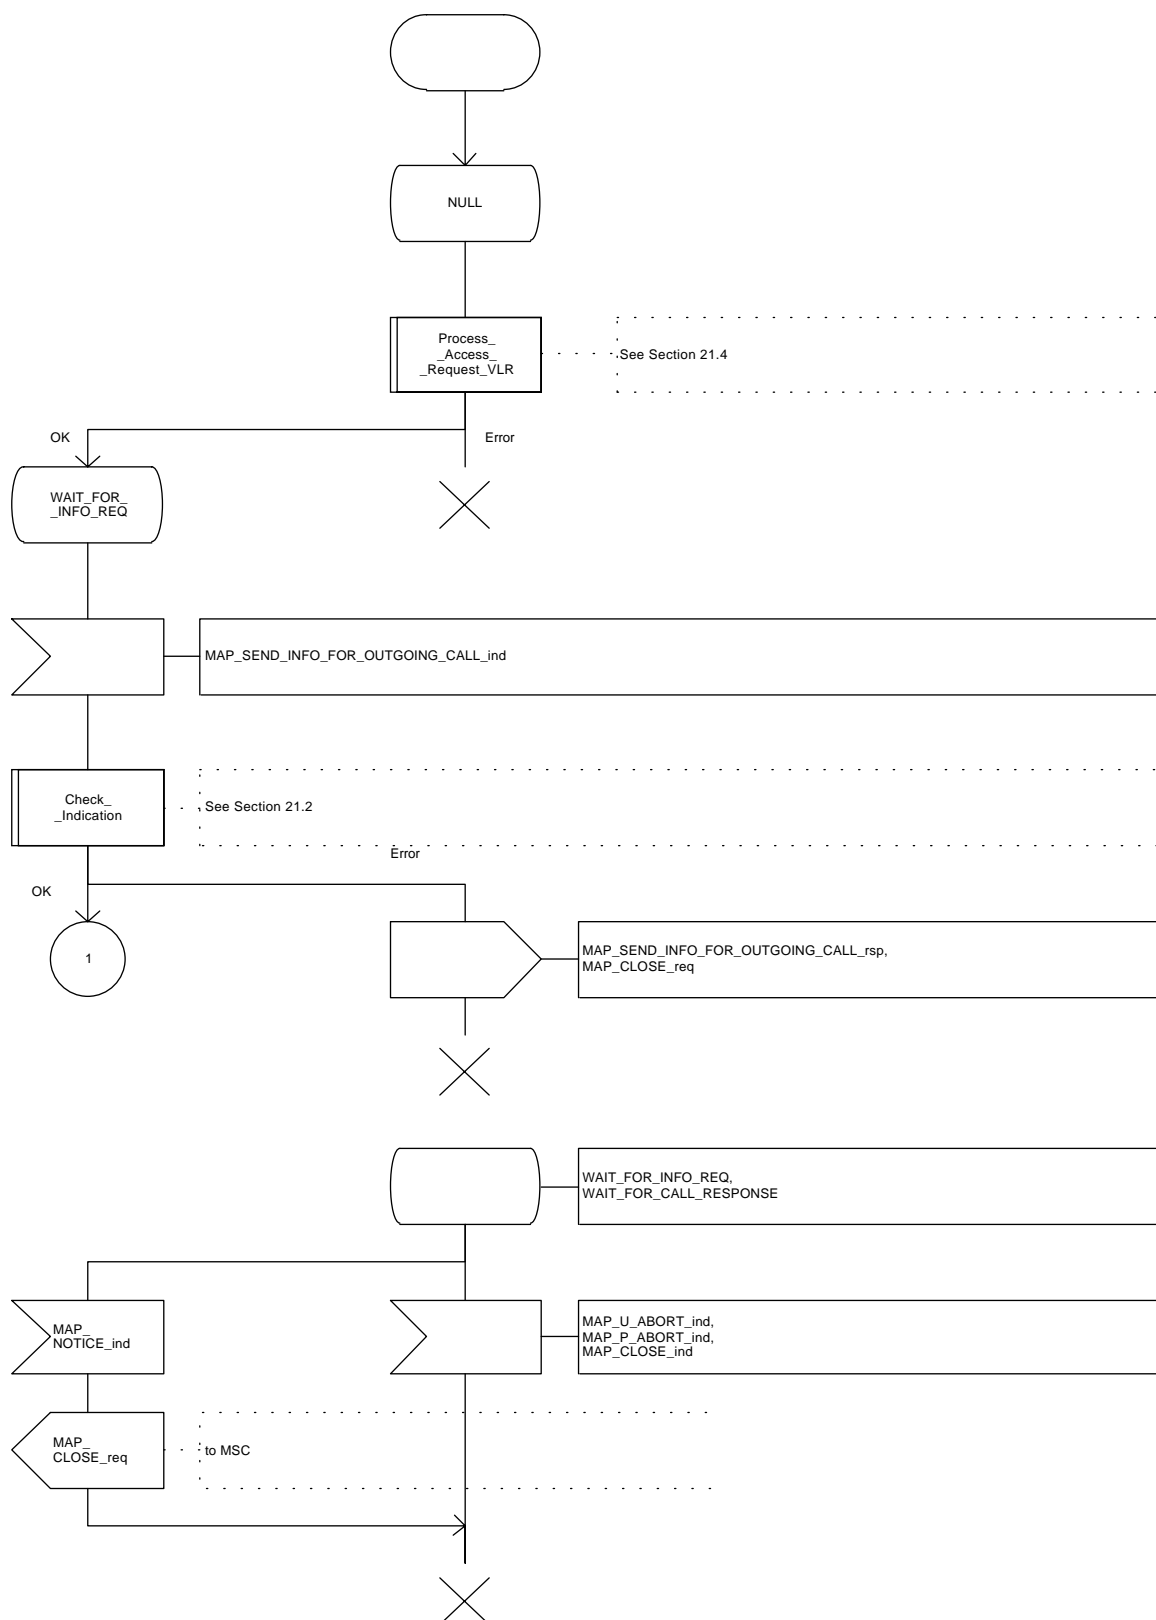 NULL
Process_
_Access_
_Request_VLR
See Section 21.4
OK
Error
WAIT_FOR_
_INFO_REQ
MAP_SEND_INFO_FOR_OUTGOING_CALL_ind
Check_
_Indication
See Section 21.2
Error
OK
1
MAP_SEND_INFO_FOR_OUTGOING_CALL_rsp,
MAP_CLOSE_req
WAIT_FOR_INFO_REQ,
WAIT_FOR_CALL_RESPONSE
MAP_
NOTICE_ind
MAP_U_ABORT_ind,
MAP_P_ABORT_ind,
MAP_CLOSE_ind
MAP_
CLOSE_req
to MSC